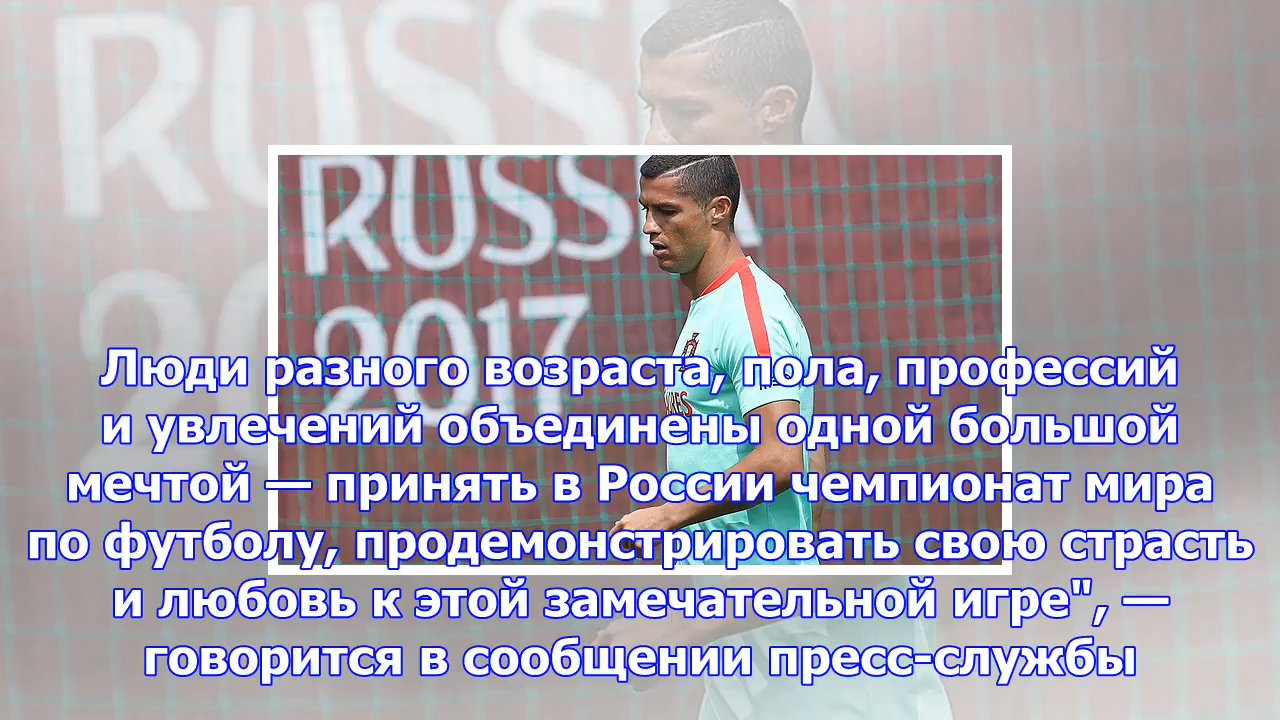 RUSSIA
2017
Люди разного возраста, пола, профессий
и увлечений объединены одной большой
мечтой — принять в России чемпионат мира
по футболу, продемонстрировать свою страсть
и любовь к этой замечательной игре", —
говорится в сообщении пресс-службы